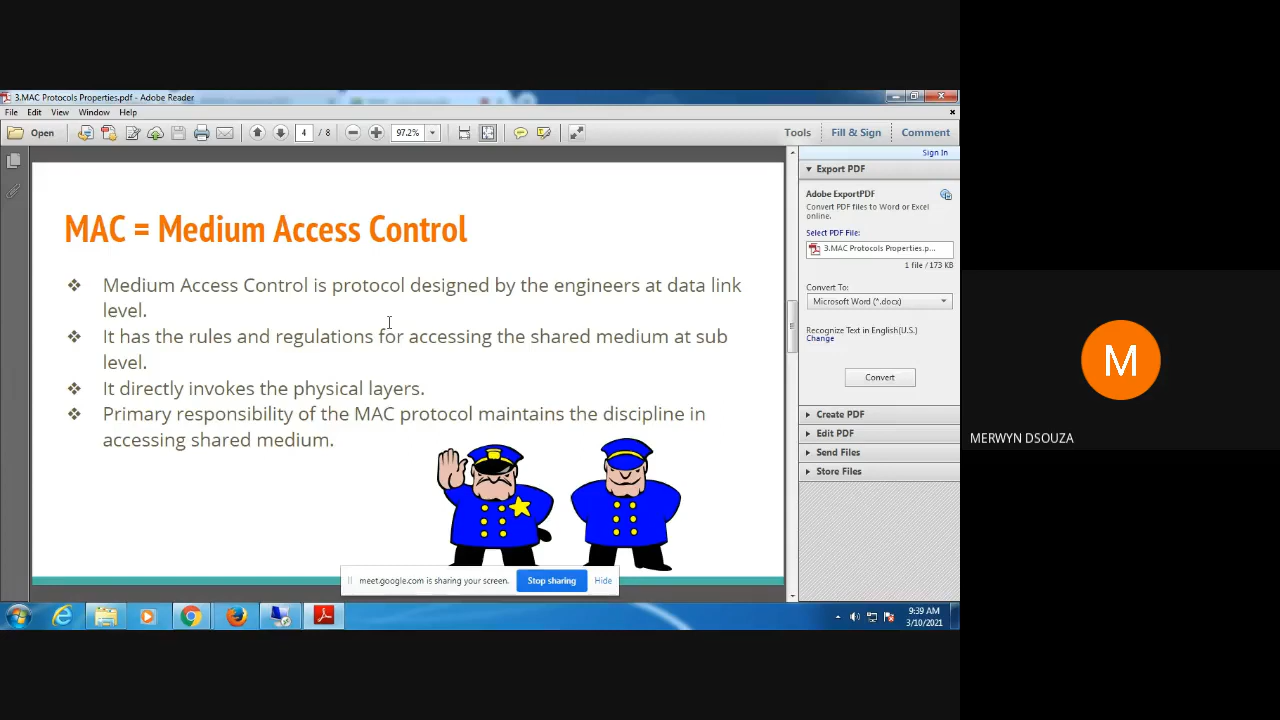 3.MAC Protocols Properties.pdf - Adobe Reader
File Edit View Window Help
Open 4 / 8 97.2% Tools Fill & Sign Comment
Sign In
MAC = Medium Access Control
❖ Medium Access Control is protocol designed by the engineers at data link
level.
❖ It has the rules and regulations for accessing the shared medium at sub
level.
❖ It directly invokes the physical layers.
❖ Primary responsibility of the MAC protocol maintains the discipline in
accessing shared medium.
Export PDF
Adobe ExportPDF
Convert PDF files to Word or Excel
online.
Select PDF File:
3.MAC Protocols Properties.p...
1 file / 173 KB
Convert To:
Microsoft Word (*.docx)
Recognize Text in English(U.S.)
Change
Convert
Create PDF
Edit PDF
Send Files
Store Files
M
MERWYN DSOUZA
meet.google.com is sharing your screen. Stop sharing Hide
9:39 AM
3/10/2021